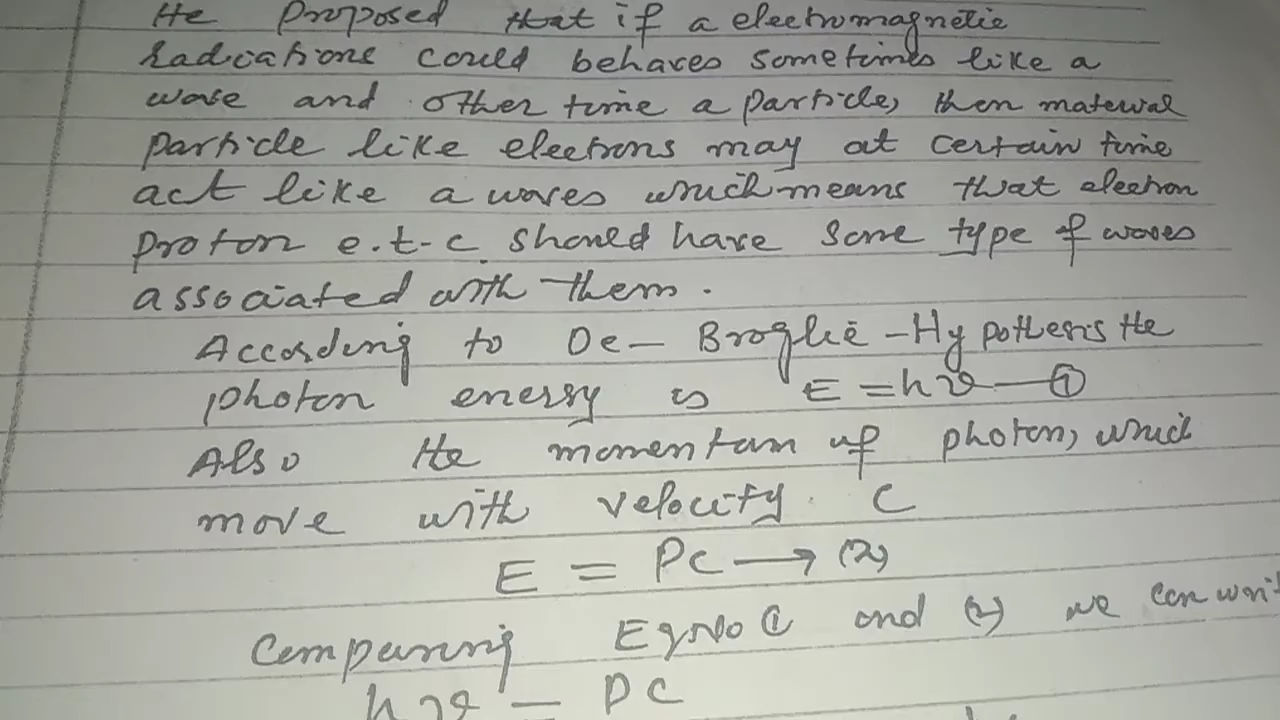 He proposed that if a electromagnetic
radiations could behaves sometimes like a
wave and other time a particle, then material
particle like electrons may at certain time
act like a waves which means that electron
proton e.t.c should have some type of waves
associated with them.
According to De-Broglie-Hypothesis the
photon energy is E = hν — ①
Also the momentum of photon, which
move with velocity. C
E = PC → (2)
Comparing EqNo ① and (2) we can writ
hν = PC